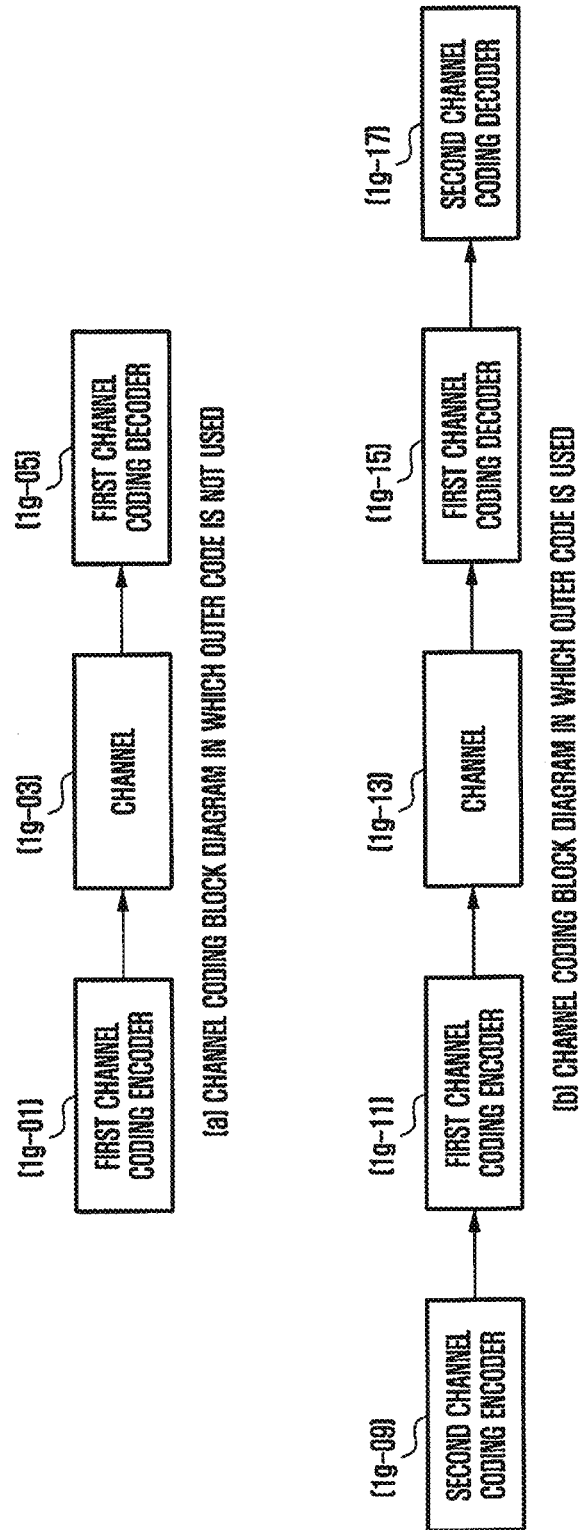 (1g-01)
FIRST CHANNEL
CODING ENCODER
(1g-03)
CHANNEL
(1g-05)
FIRST CHANNEL
CODING DECODER
(a) CHANNEL CODING BLOCK DIAGRAM IN WHICH OUTER CODE IS NOT USED
(1g-09)
SECOND CHANNEL
CODING ENCODER
(1g-11)
FIRST CHANNEL
CODING ENCODER
(1g-13)
CHANNEL
(1g-15)
FIRST CHANNEL
CODING DECODER
(1g-17)
SECOND CHANNEL
CODING DECODER
(b) CHANNEL CODING BLOCK DIAGRAM IN WHICH OUTER CODE IS USED